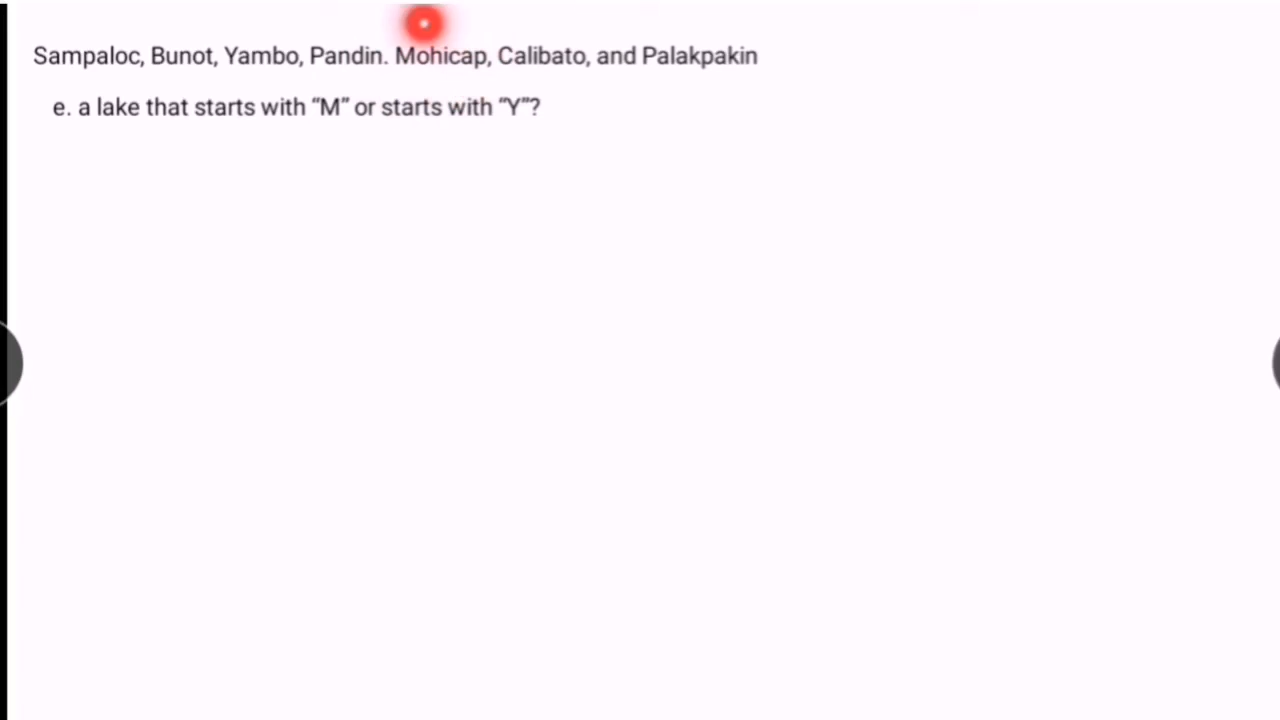 Sampaloc, Bunot, Yambo, Pandin. Mohicap, Calibato, and Palakpakin
e. a lake that starts with “M” or starts with “Y”?